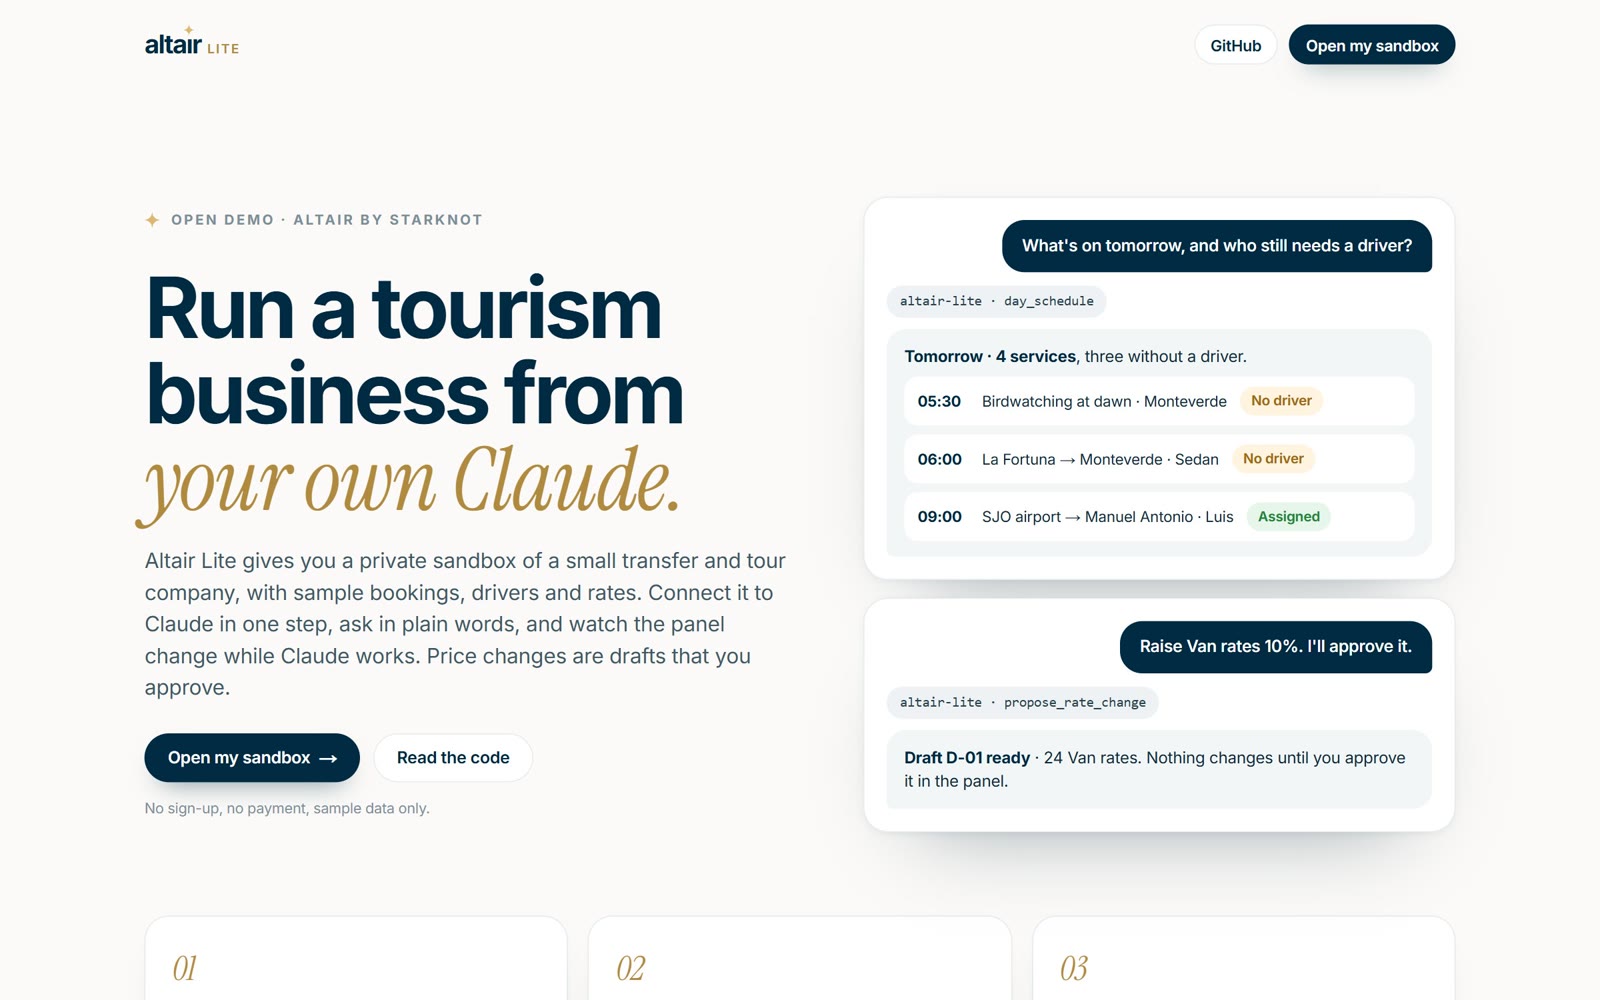 altair LITE
GitHub
Open my sandbox
OPEN DEMO · ALTAIR BY STARKNOT
Run a tourism
business from
your own Claude.
Altair Lite gives you a private sandbox of a small transfer and tour
company, with sample bookings, drivers and rates. Connect it to
Claude in one step, ask in plain words, and watch the panel
change while Claude works. Price changes are drafts that you
approve.
Open my sandbox →
Read the code
No sign-up, no payment, sample data only.
What's on tomorrow, and who still needs a driver?
altair-lite · day_schedule
Tomorrow · 4 services, three without a driver.
05:30 Birdwatching at dawn · Monteverde No driver
06:00 La Fortuna → Monteverde · Sedan No driver
09:00 SJO airport → Manuel Antonio · Luis Assigned
Raise Van rates 10%. I'll approve it.
altair-lite · propose_rate_change
Draft D-01 ready · 24 Van rates. Nothing changes until you approve
it in the panel.
01
02
03